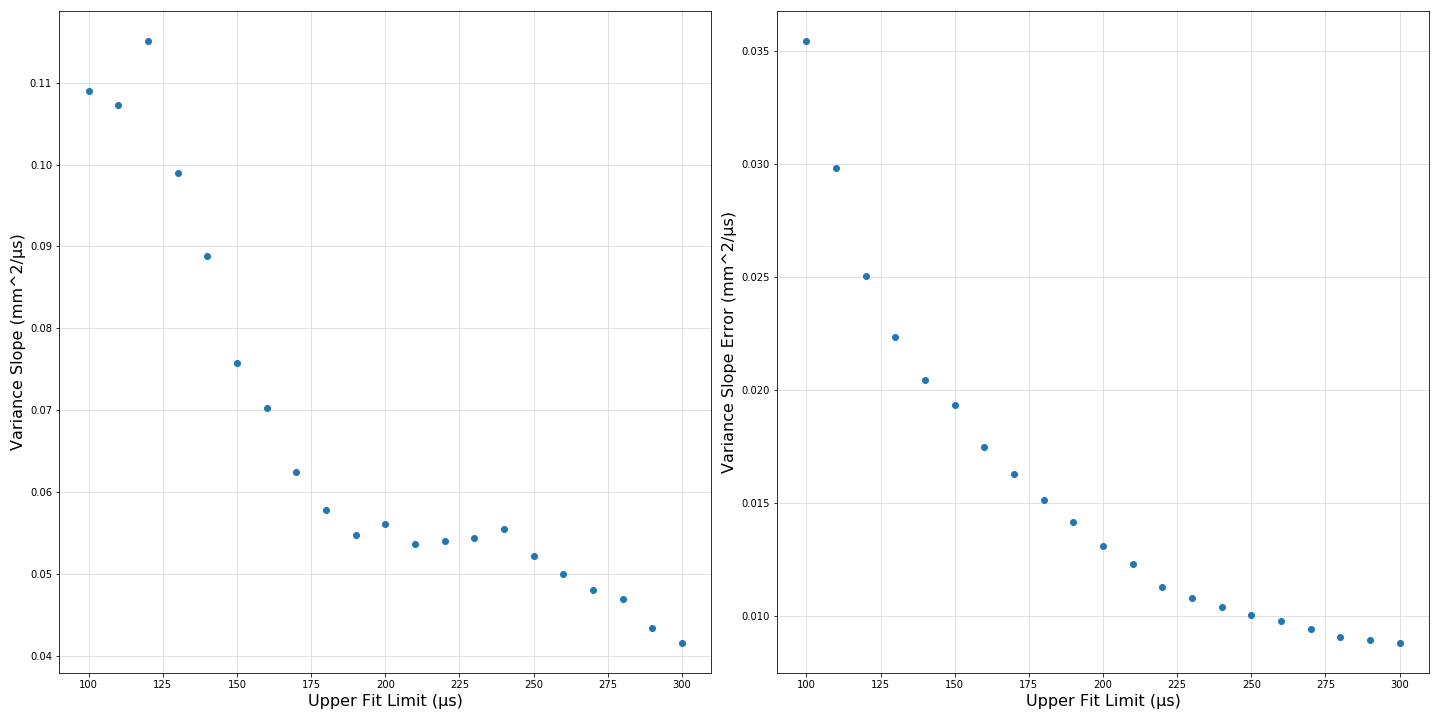 0.11
0.10
0.09
0.08
0.07
0.06
0.05
0.04
Variance Slope (mm^2/μs)
100 125 150 175 200 225 250 275 300
Upper Fit Limit (μs)
0.035
0.030
0.025
0.020
0.015
0.010
Variance Slope Error (mm^2/μs)
100 125 150 175 200 225 250 275 300
Upper Fit Limit (μs)